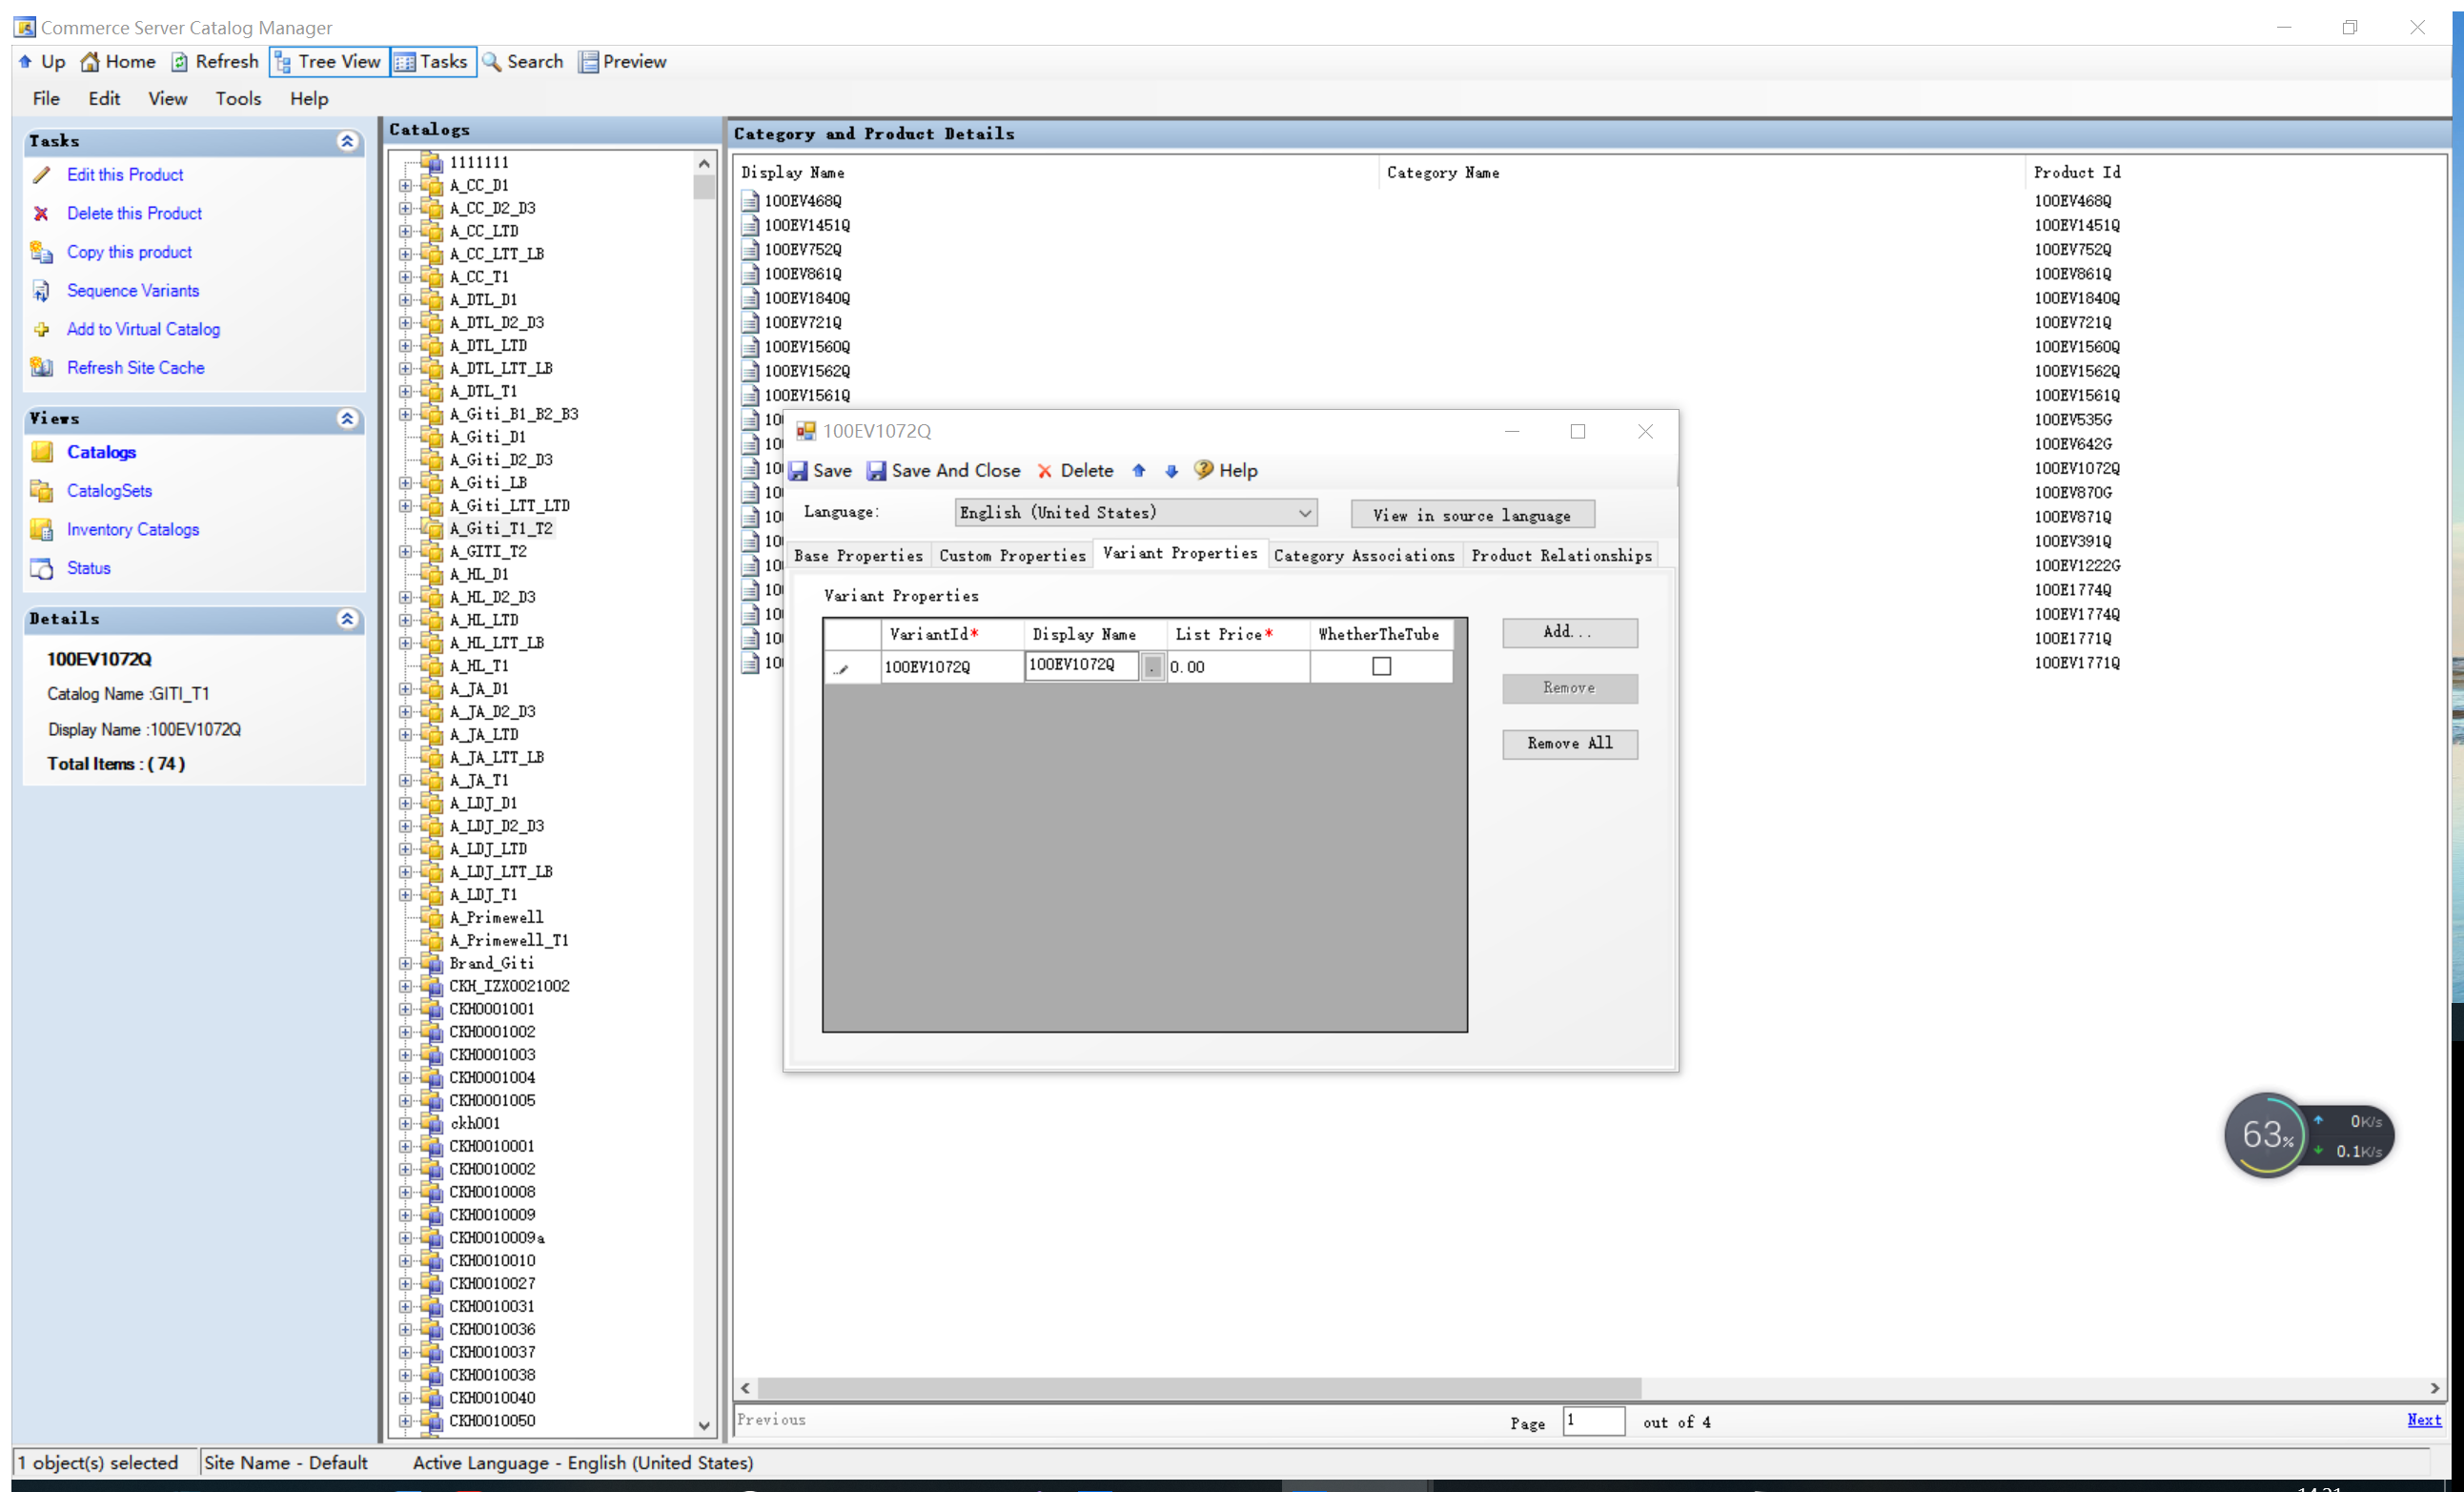 Commerce Server Catalog Manager
Up Home Refresh Tree View Tasks Search Preview
File Edit View Tools Help
Tasks
Edit this Product
Delete this Product
Copy this product
Sequence Variants
Add to Virtual Catalog
Refresh Site Cache
Views
Catalogs
CatalogSets
Inventory Catalogs
Status
Details
100EV1072Q
Catalog Name :GITI_T1
Display Name :100EV1072Q
Total Items : ( 74 )
Catalogs
1111111
A_CC_D1
A_CC_D2_D3
A_CC_LTD
A_CC_LTT_LB
A_CC_T1
A_DTL_D1
A_DTL_D2_D3
A_DTL_LTD
A_DTL_LTT_LB
A_DTL_T1
A_Giti_B1_B2_B3
A_Giti_D1
A_Giti_D2_D3
A_Giti_LB
A_Giti_LTT_LTD
A_Giti_T1_T2
A_GITI_T2
A_HL_D1
A_HL_D2_D3
A_HL_LTD
A_HL_LTT_LB
A_HL_T1
A_JA_D1
A_JA_D2_D3
A_JA_LTD
A_JA_LTT_LB
A_JA_T1
A_LDJ_D1
A_LDJ_D2_D3
A_LDJ_LTD
A_LDJ_LTT_LB
A_LDJ_T1
A_Primewell
A_Primewell_T1
Brand_Giti
CKH_IZX0021002
CKH0001001
CKH0001002
CKH0001003
CKH0001004
CKH0001005
ckh001
CKH0010001
CKH0010002
CKH0010008
CKH0010009
CKH0010009a
CKH0010010
CKH0010027
CKH0010031
CKH0010036
CKH0010037
CKH0010038
CKH0010040
CKH0010050
Category and Product Details
Display Name Category Name Product Id
100EV468Q 100EV468Q
100EV1451Q 100EV1451Q
100EV752Q 100EV752Q
100EV861Q 100EV861Q
100EV1840Q 100EV1840Q
100EV721Q 100EV721Q
100EV1560Q 100EV1560Q
100EV1562Q 100EV1562Q
100EV1561Q 100EV1561Q
10 100EV535G
10 100EV642G
10 100EV1072Q
10 100EV870G
10 100EV871Q
10 100EV391Q
10 100EV1222G
10 100E1774Q
10 100EV1774Q
10 100E1771Q
10 100EV1771Q
100EV1072Q
Save Save And Close Delete Help
Language: English (United States) View in source language
Base Properties Custom Properties Variant Properties Category Associations Product Relationships
Variant Properties
VariantId* Display Name List Price* WhetherTheTube
100EV1072Q 100EV1072Q . 0.00
Add...
Remove
Remove All
63% 0K/s
0.1K/s
Previous Page 1 out of 4 Next
1 object(s) selected Site Name - Default Active Language - English (United States)